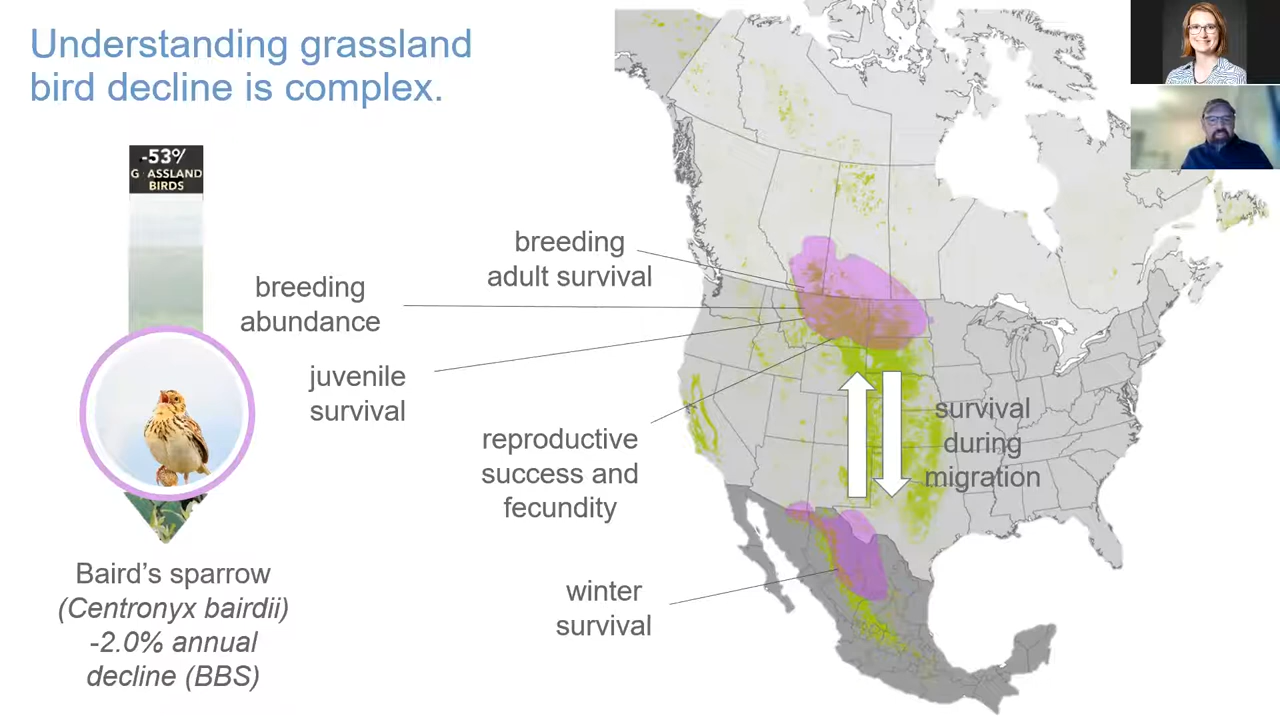 Understanding grassland
bird decline is complex.
-53%
G ASSLAND
BIRDS
breeding
adult survival
breeding
abundance
juvenile
survival
reproductive
success and
fecundity
survival
during
migration
winter
survival
Baird’s sparrow
(Centronyx bairdii)
-2.0% annual
decline (BBS)